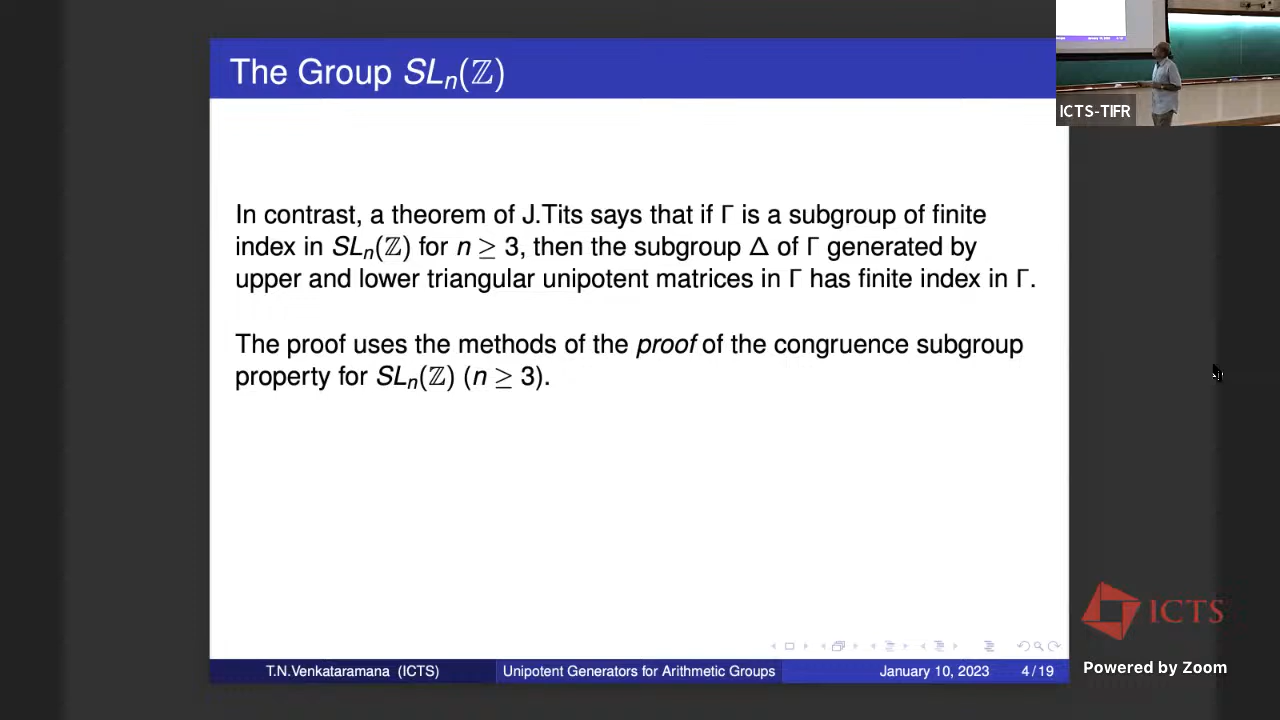 The Group SLn(ℤ)
ICTS-TIFR
In contrast, a theorem of J.Tits says that if Γ is a subgroup of finite
index in SLn(ℤ) for n ≥ 3, then the subgroup Δ of Γ generated by
upper and lower triangular unipotent matrices in Γ has finite index in Γ.
The proof uses the methods of the proof of the congruence subgroup
property for SLn(ℤ) (n ≥ 3).
ICTS
Powered by Zoom
T.N.Venkataramana (ICTS) Unipotent Generators for Arithmetic Groups January 10, 2023 4/19